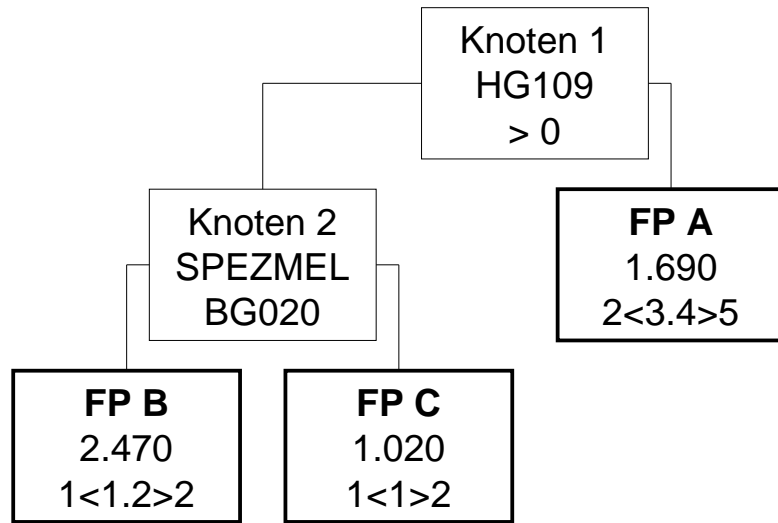 Knoten 1
HG109
> 0
Knoten 2
SPEZMEL
BG020
FP A
1.690
2<3.4>5
FP B
2.470
1<1.2>2
FP C
1.020
1<1>2